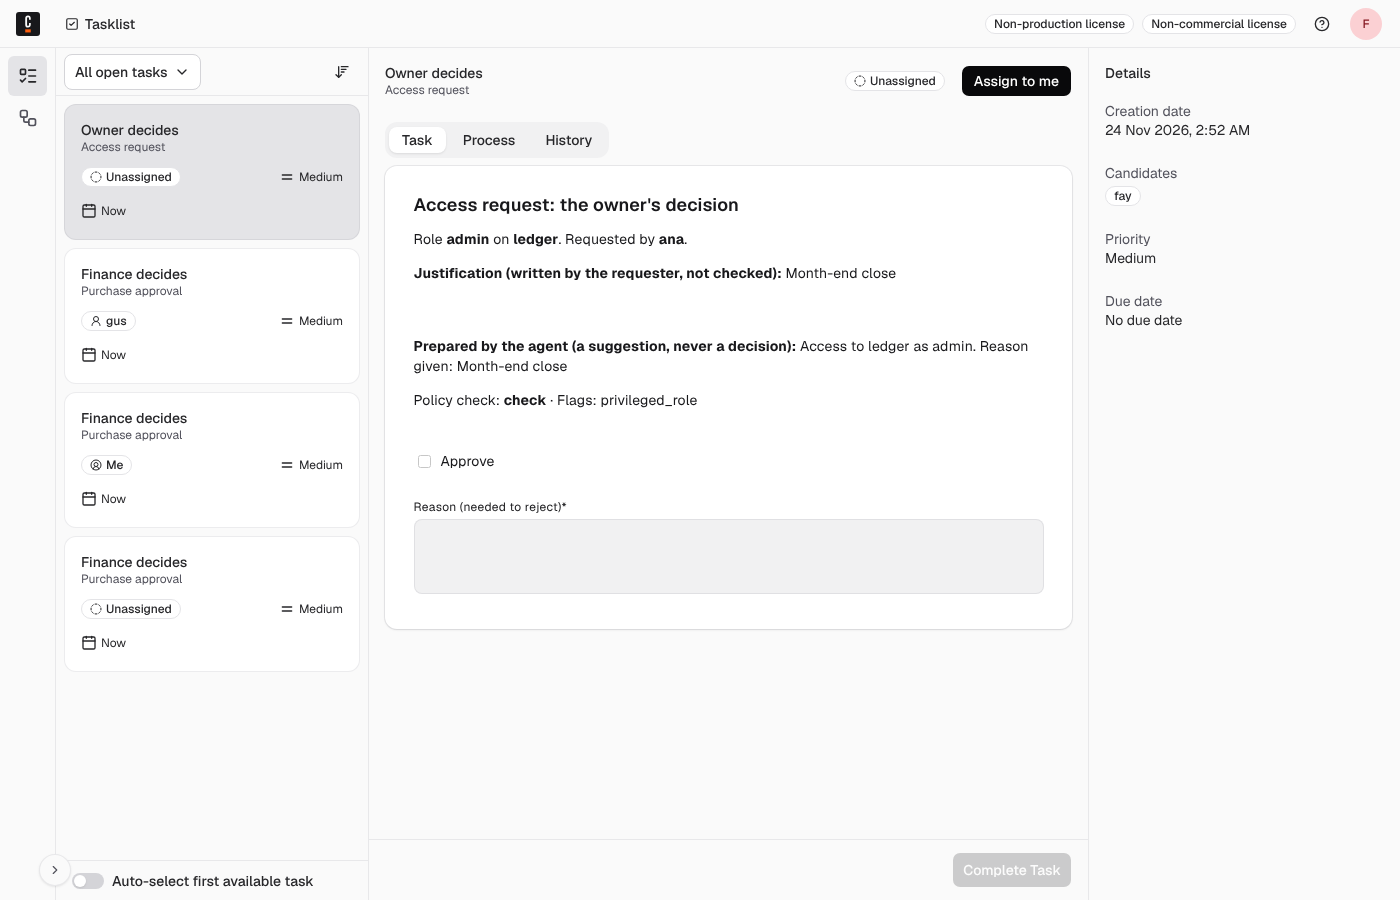 Tasklist
Non-production license
Non-commercial license
F
All open tasks
Owner decides
Access request
Unassigned
Medium
Now
Finance decides
Purchase approval
gus
Medium
Now
Finance decides
Purchase approval
Me
Medium
Now
Finance decides
Purchase approval
Unassigned
Medium
Now
Auto-select first available task
Owner decides
Access request
Unassigned
Assign to me
Task
Process
History
Access request: the owner's decision
Role admin on ledger. Requested by ana.
Justification (written by the requester, not checked): Month-end close
Prepared by the agent (a suggestion, never a decision): Access to ledger as admin. Reason
given: Month-end close
Policy check: check · Flags: privileged_role
Approve
Reason (needed to reject)*
Complete Task
Details
Creation date
24 Nov 2026, 2:52 AM
Candidates
fay
Priority
Medium
Due date
No due date